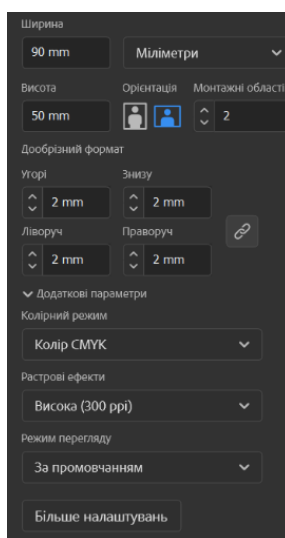 Ширина
90 mm Міліметри
Висота Орієнтація Монтажні області
50 mm 2
Дообрізний формат
Угорі Знизу
2 mm 2 mm
Ліворуч Праворуч
2 mm 2 mm
Додаткові параметри
Колірний режим
Колір CMYK
Растрові ефекти
Висока (300 ppi)
Режим перегляду
За промовчанням
Більше налаштувань